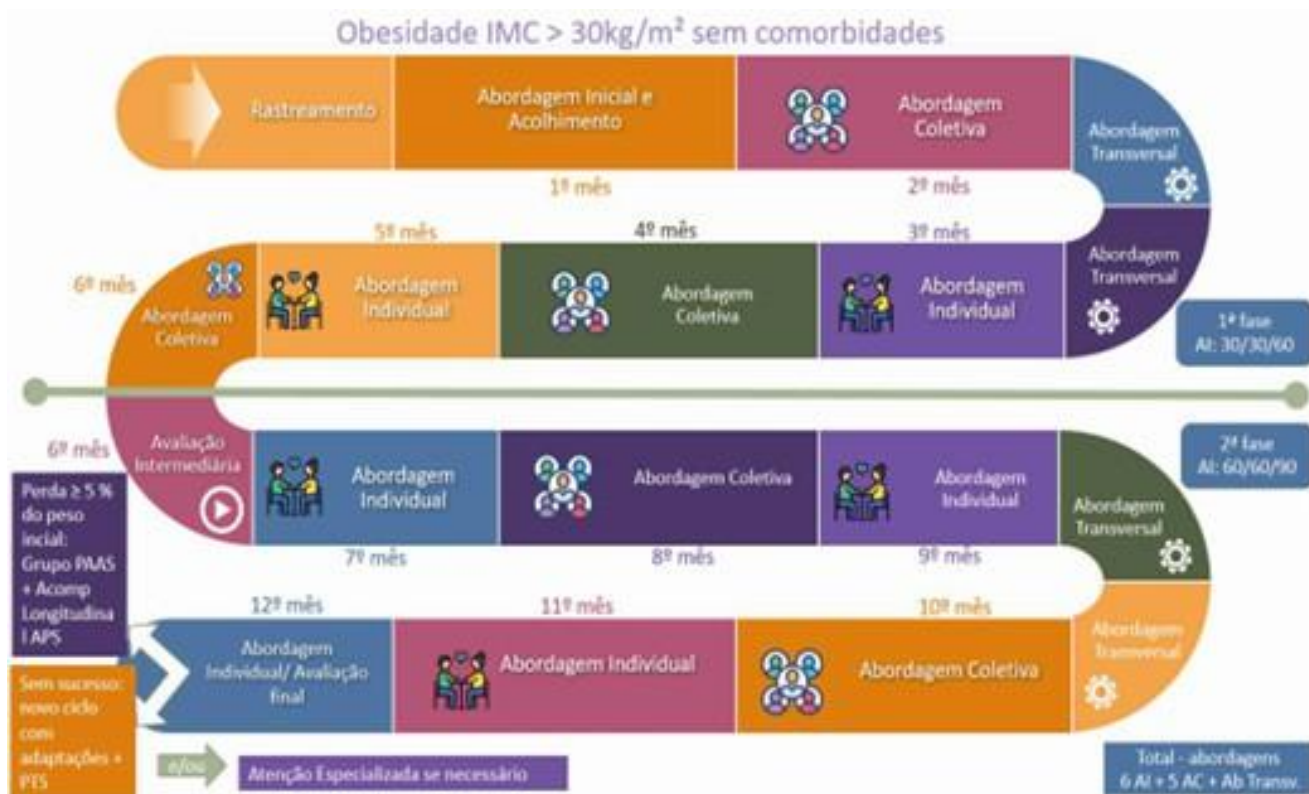 Obesidade IMC > 30kg/m² sem comorbidades
Rastreamento
Abordagem Inicial e
Acolhimento
Abordagem
Coletiva
Abordagem
Transversal
1º mês
2º mês
5º mês
4º mês
3º mês
Abordagem
Transversal
6º mês
Abordagem
Coletiva
Abordagem
Individual
Abordagem
Coletiva
Abordagem
Individual
1ª fase
AI: 30/30/60
6º mês
Avaliação
Intermediária
Abordagem
Individual
Abordagem Coletiva
Abordagem
Individual
Abordagem
Transversal
2ª fase
AI: 60/60/90
7º mês
8º mês
9º mês
Perda ≥ 5 %
do peso
incial:
Grupo PAAS
+ Acomp
Longitudina
l APS
12º mês
11º mês
10º mês
Abordagem
Individual/ Avaliação
final
Abordagem Individual
Abordagem Coletiva
Abordagem
Transversal
Sem sucesso:
novo ciclo
com
adaptações +
PTS
e/ou
Atenção Especializada se necessário
Total - abordagens
6 AI + 5 AC + Ab Transv.